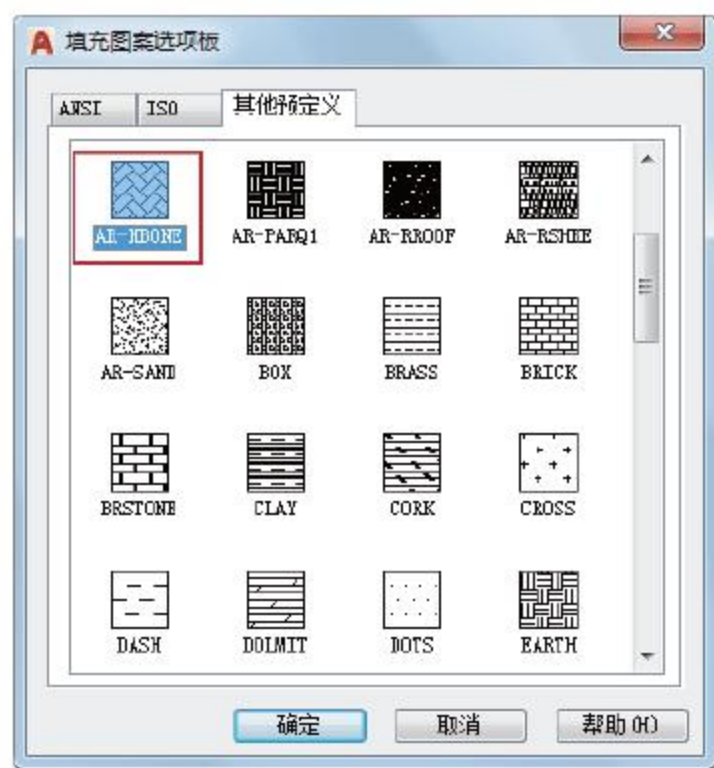 填充图案选项板
ANSI ISO 其他预定义
AR-HBONE AR-PARQ1 AR-RROOF AR-RSHKE
AR-SAND BOX BRASS BRICK
BRSTONE CLAY CORK CROSS
DASH DOLMIT DOTS EARTH
确定 取消 帮助(H)